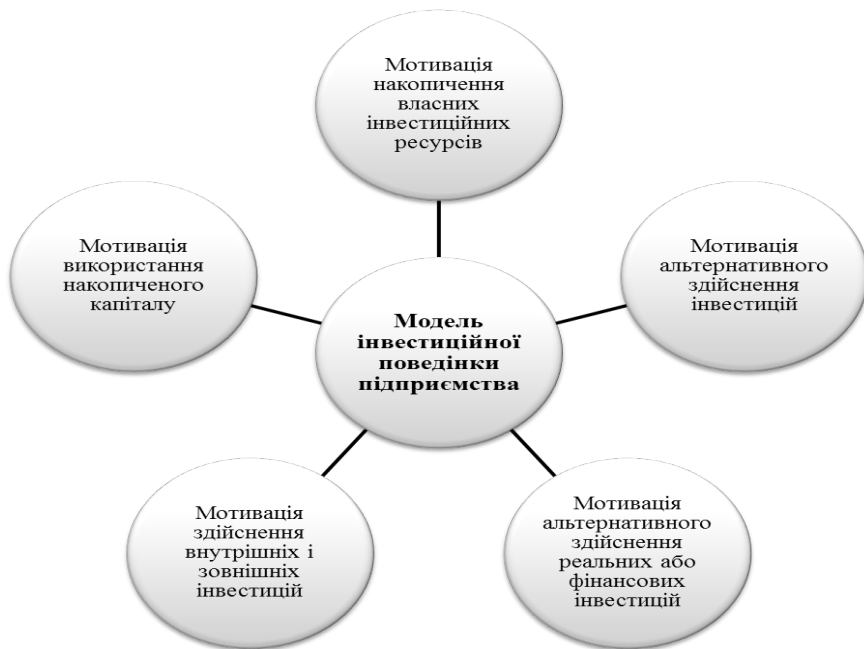 Мотивація
накопичення
власних
інвестиційних
ресурсів
Мотивація
використання
накопиченого
капіталу
Мотивація
альтернативного
здійснення
інвестицій
Модель
інвестиційної
поведінки
підприємства
Мотивація
здійснення
внутрішніх і
зовнішніх
інвестицій
Мотивація
альтернативного
здійснення
реальних або
фінансових
інвестицій